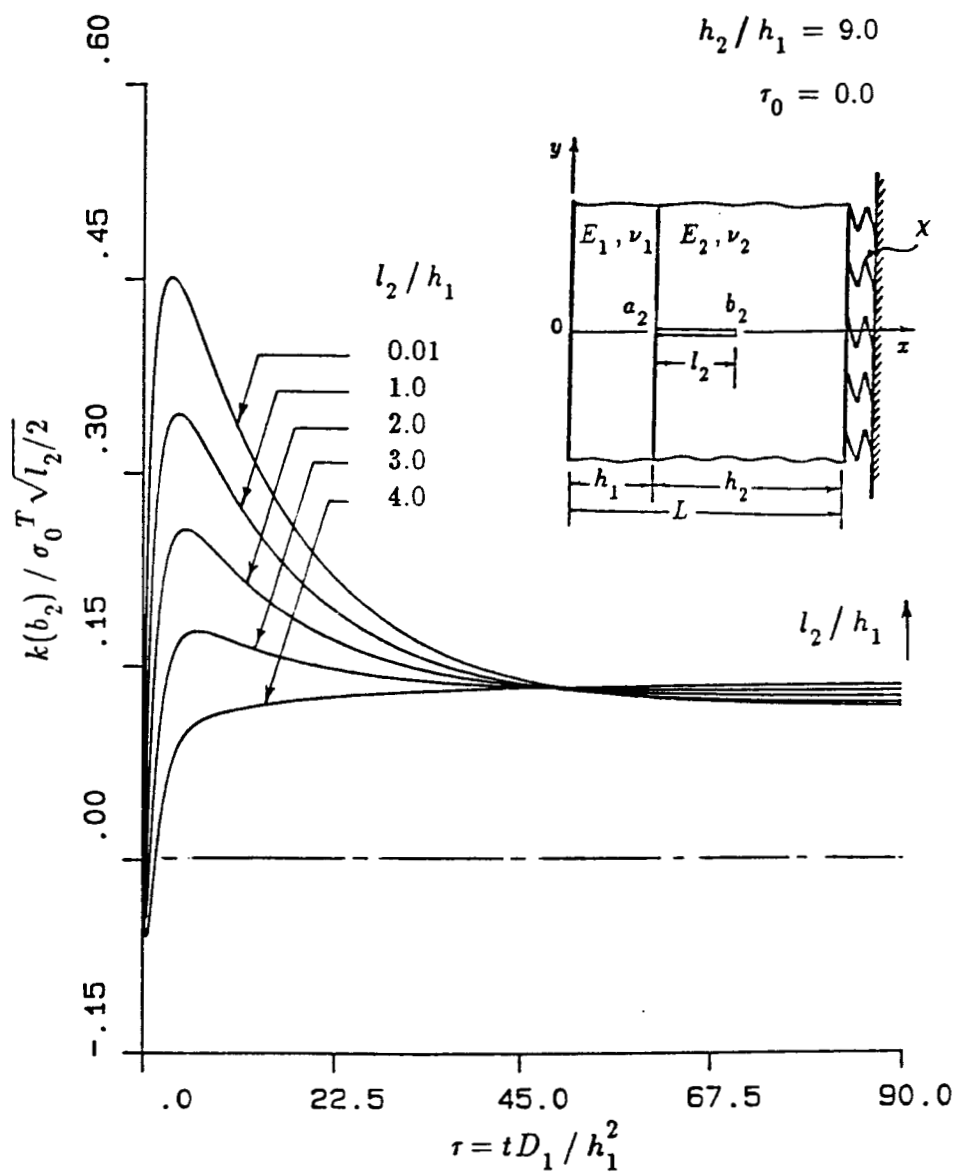 h₂ / h₁ = 9.0
τ₀ = 0.0
k(b₂) / σ₀ᵀ √l₂/2
.60
.45
.30
.15
.00
-.15
l₂ / h₁
0.01
1.0
2.0
3.0
4.0
y
E₁ , ν₁
E₂ , ν₂
χ
0
a₂
b₂
x
l₂
h₁
h₂
L
l₂ / h₁
.0
22.5
45.0
67.5
90.0
τ = t D₁ / h₁²